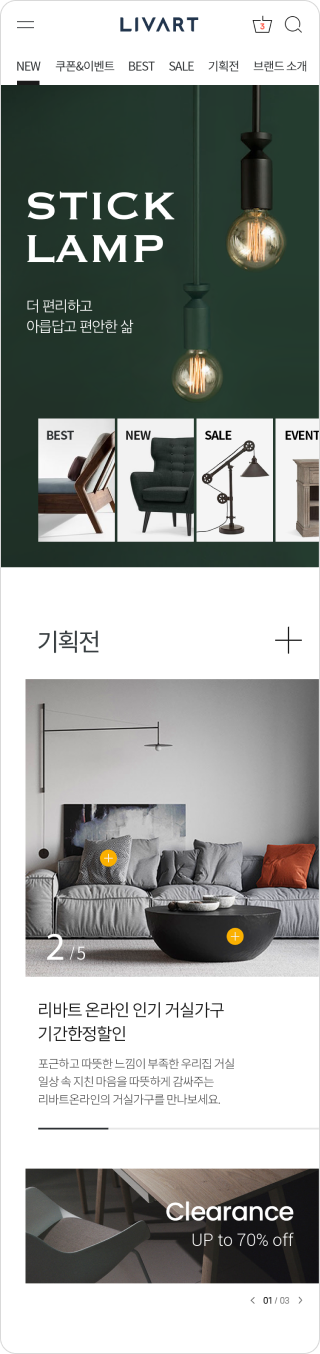 LIVART
3
NEW 쿠폰&이벤트 BEST SALE 기획전 브랜드 소개
STICK
LAMP
더 편리하고
아름답고 편안한 삶
BEST NEW SALE EVENT
기획전
2 / 5
리바트 온라인 인기 거실가구
기간한정할인
포근하고 따뜻한 느낌이 부족한 우리집 거실
일상 속 지친 마음을 따뜻하게 감싸주는
리바트온라인의 거실가구를 만나보세요.
Clearance
UP to 70% off
01 / 03